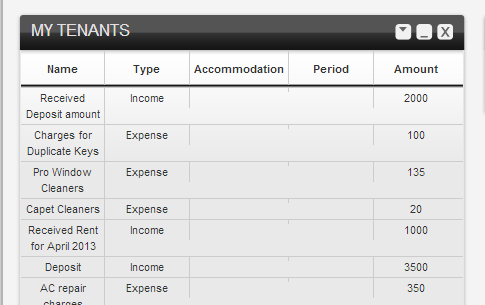 MY TENANTS
Name Type Accommodation Period Amount
Received Income 2000
Deposit amount
Charges for Expense 100
Duplicate Keys
Pro Window Expense 135
Cleaners
Capet Cleaners Expense 20
Received Rent Income 1000
for April 2013
Deposit Income 3500
AC repair Expense 350
charges